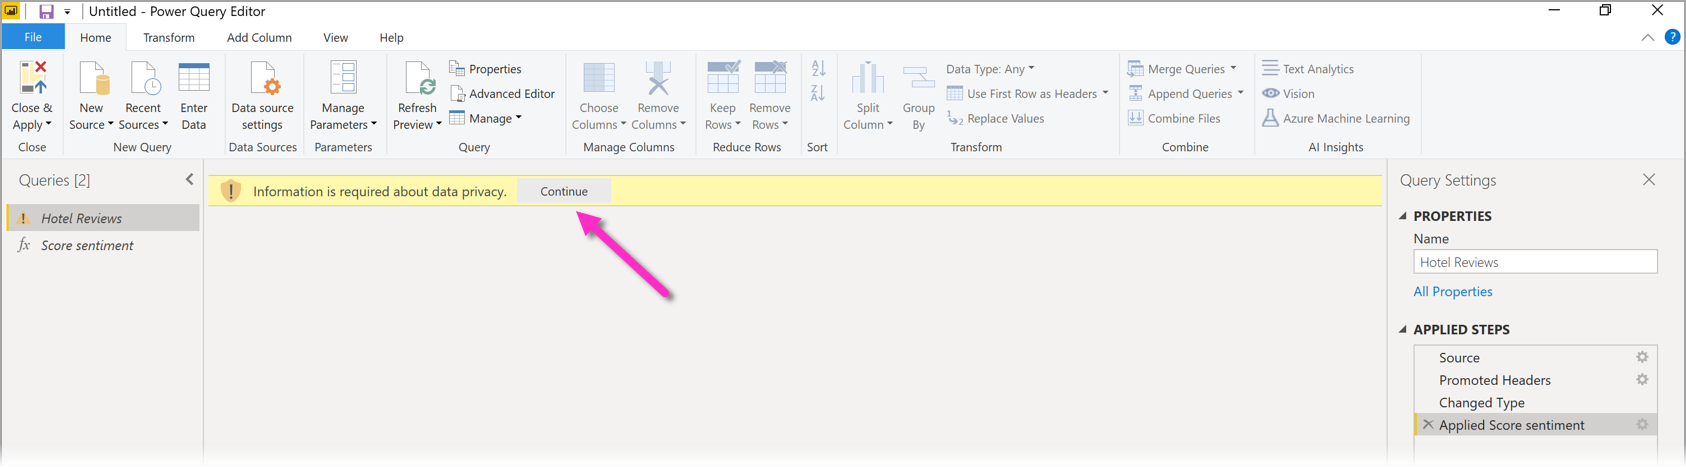 Untitled - Power Query Editor
File Home Transform Add Column View Help
?
Close & Apply
Close
New Source
Recent Sources
Enter Data
New Query
Data source settings
Data Sources
Manage Parameters
Parameters
Refresh Preview
Properties
Advanced Editor
Manage
Query
Choose Columns
Remove Columns
Manage Columns
Keep Rows
Remove Rows
Reduce Rows
A
Z
Z
A
Sort
Split Column
Group By
Data Type: Any
Use First Row as Headers
1
2
Replace Values
Transform
Merge Queries
Append Queries
Combine Files
Combine
Text Analytics
Vision
Azure Machine Learning
AI Insights
Queries [2]
! Hotel Reviews
fx Score sentiment
! Information is required about data privacy. Continue
Query Settings
PROPERTIES
Name
Hotel Reviews
All Properties
APPLIED STEPS
Source
Promoted Headers
Changed Type
Applied Score sentiment